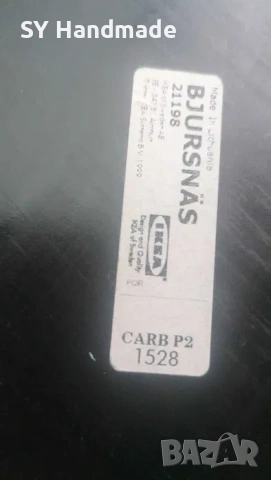 SY Handmade
Made in Lithuania
BJURSNÄS
21198
IKEA
Design and Quality
IKEA of Sweden
CARB P2
1528
BAZAR